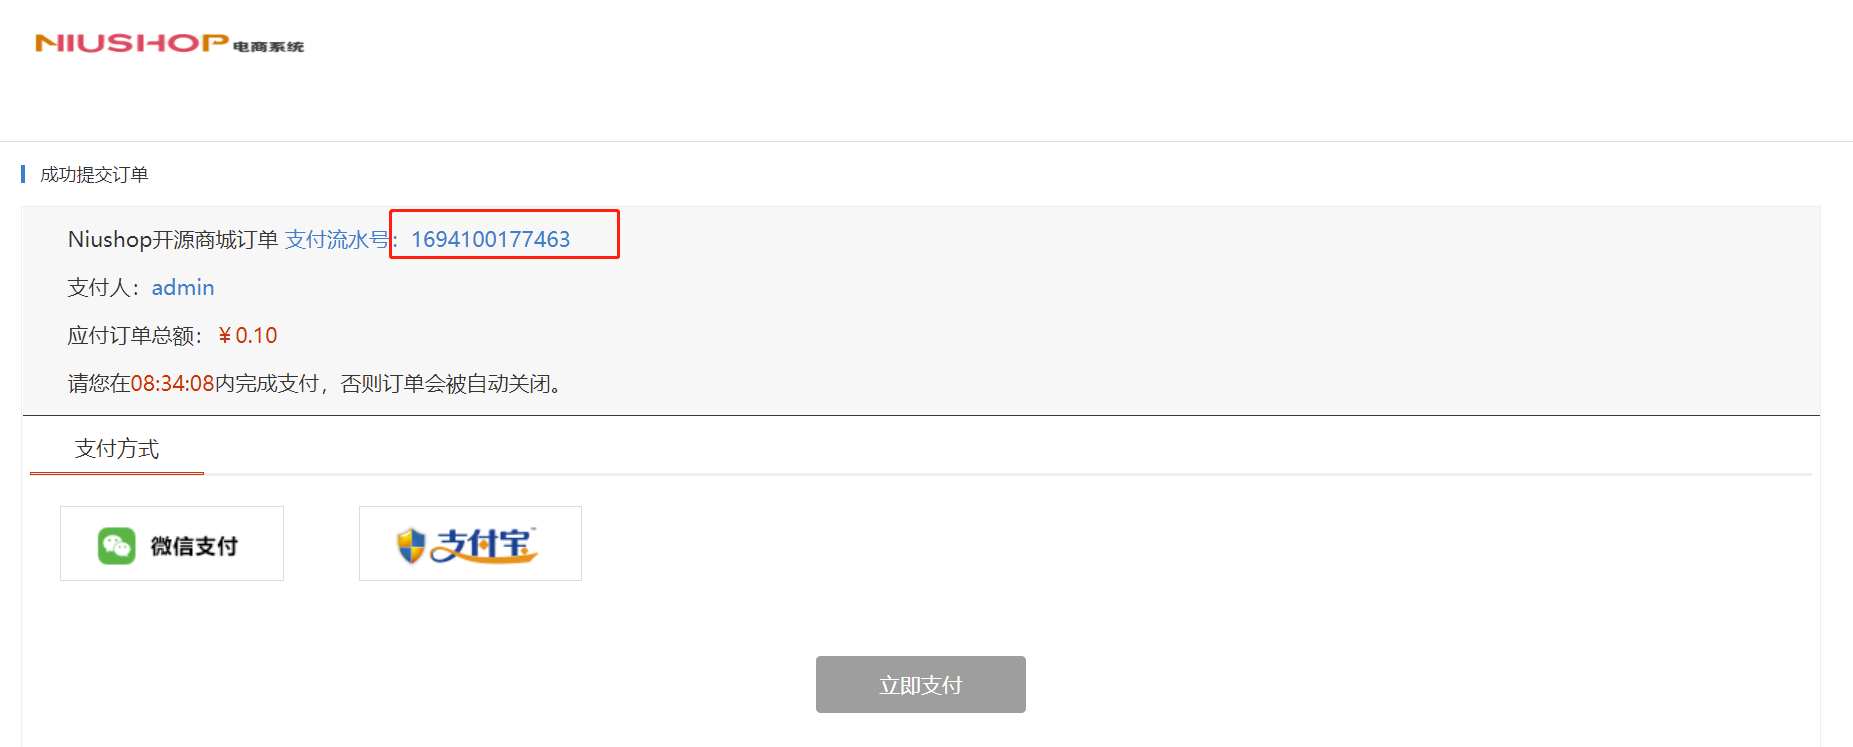 NIUSHOP电商系统
成功提交订单
Niushop开源商城订单 支付流水号：1694100177463
支付人：admin
应付订单总额：￥0.10
请您在08:34:08内完成支付，否则订单会被自动关闭。
支付方式
微信支付 支付宝™
立即支付